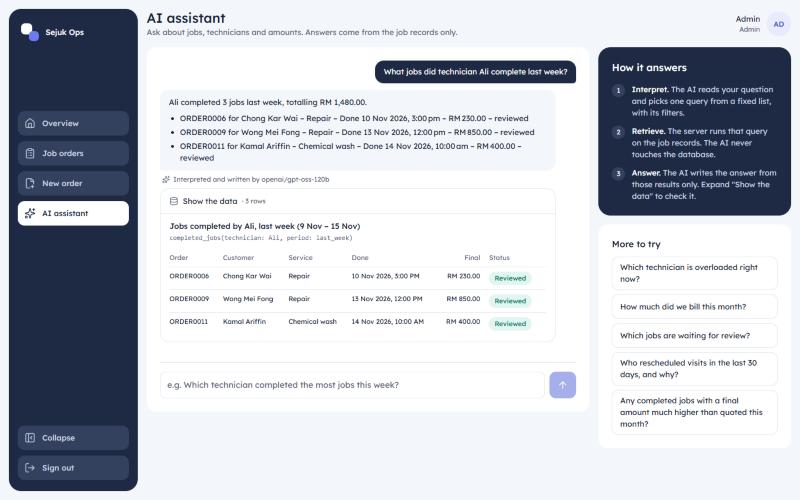 Sejuk Ops
Overview
Job orders
New order
AI assistant
Collapse
Sign out
AI assistant
Ask about jobs, technicians and amounts. Answers come from the job records only.
Admin
Admin
AD
What jobs did technician Ali complete last week?
Ali completed 3 jobs last week, totalling RM 1,480.00.
• ORDER0006 for Chong Kar Wai – Repair – Done 10 Nov 2026, 3:00 pm – RM 230.00 – reviewed
• ORDER0009 for Wong Mei Fong – Repair – Done 13 Nov 2026, 12:00 pm – RM 850.00 – reviewed
• ORDER0011 for Kamal Ariffin – Chemical wash – Done 14 Nov 2026, 10:00 am – RM 400.00 –
reviewed
Interpreted and written by openai/gpt-oss-120b
Show the data · 3 rows
Jobs completed by Ali, last week (9 Nov – 15 Nov)
completed_jobs(technician: Ali, period: last_week)
Order Customer Service Done Final Status
ORDER0006 Chong Kar Wai Repair 10 Nov 2026, 3:00 PM RM 230.00 Reviewed
ORDER0009 Wong Mei Fong Repair 13 Nov 2026, 12:00 PM RM 850.00 Reviewed
ORDER0011 Kamal Ariffin Chemical wash 14 Nov 2026, 10:00 AM RM 400.00 Reviewed
e.g. Which technician completed the most jobs this week?
How it answers
1 Interpret. The AI reads your question
and picks one query from a fixed list,
with its filters.
2 Retrieve. The server runs that query
on the job records. The AI never
touches the database.
3 Answer. The AI writes the answer from
those results only. Expand "Show the
data" to check it.
More to try
Which technician is overloaded right
now?
How much did we bill this month?
Which jobs are waiting for review?
Who rescheduled visits in the last 30
days, and why?
Any completed jobs with a final
amount much higher than quoted this
month?